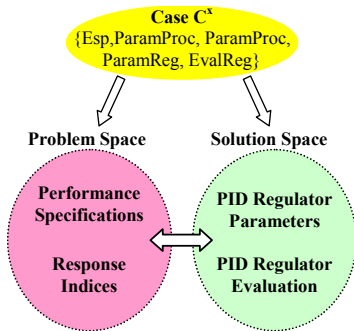 Case C^x
{Esp,ParamProc, ParamProc,
ParamReg, EvalReg}
Problem Space
Solution Space
Performance
Specifications
Response
Indices
PID Regulator
Parameters
PID Regulator
Evaluation